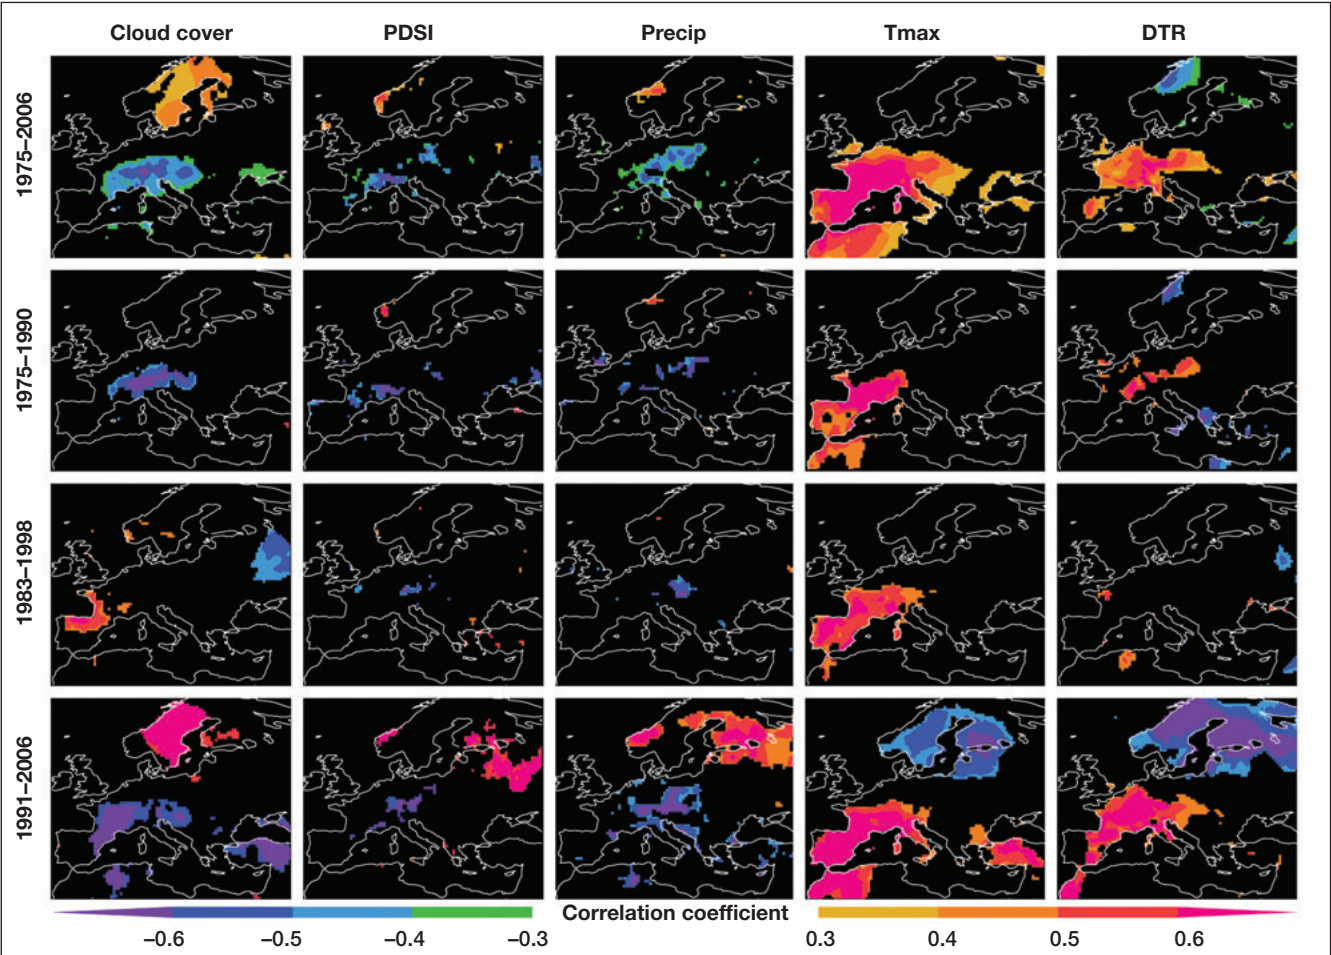 Cloud cover PDSI Precip Tmax DTR
1975–2006
1975–1990
1983–1998
1991–2006
Correlation coefficient
–0.6 –0.5 –0.4 –0.3 0.3 0.4 0.5 0.6